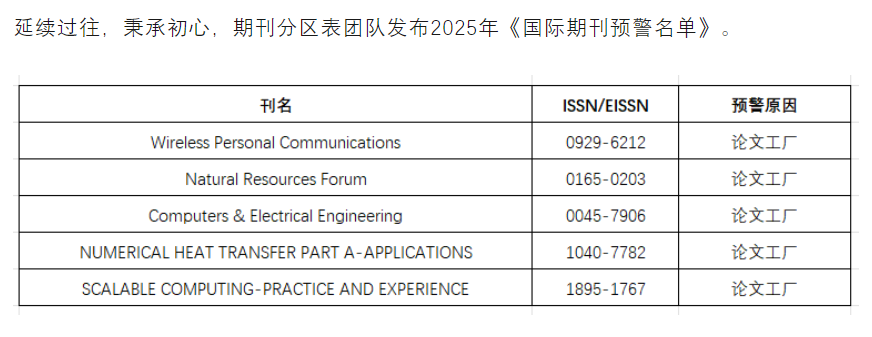 延续过往，秉承初心，期刊分区表团队发布2025年《国际期刊预警名单》。
刊名 ISSN/EISSN 预警原因
Wireless Personal Communications 0929-6212 论文工厂
Natural Resources Forum 0165-0203 论文工厂
Computers & Electrical Engineering 0045-7906 论文工厂
NUMERICAL HEAT TRANSFER PART A-APPLICATIONS 1040-7782 论文工厂
SCALABLE COMPUTING-PRACTICE AND EXPERIENCE 1895-1767 论文工厂